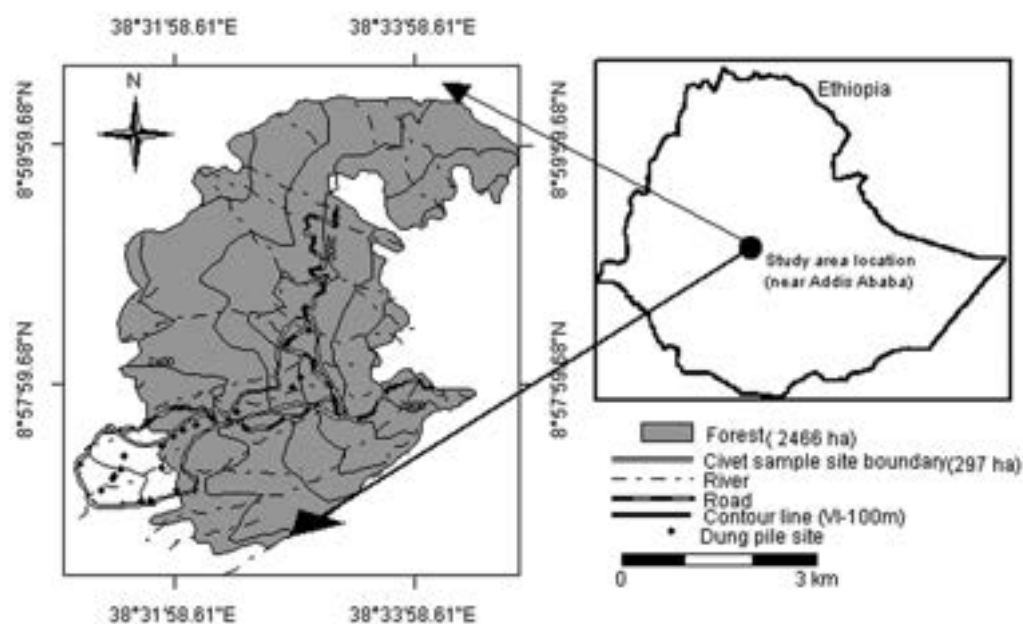 38°31'58.61"E 38°33'58.61"E
N
8°59'59.68"N
8°59'59.68"N
8°57'59.68"N
8°57'59.68"N
38°31'58.61"E 38°33'58.61"E
Ethiopia
Study area location
(near Addis Ababa)
Forest( 2466 ha)
Civet sample site boundary(297 ha)
River
Road
Contour line (VI-100m)
Dung pile site
0 3 km